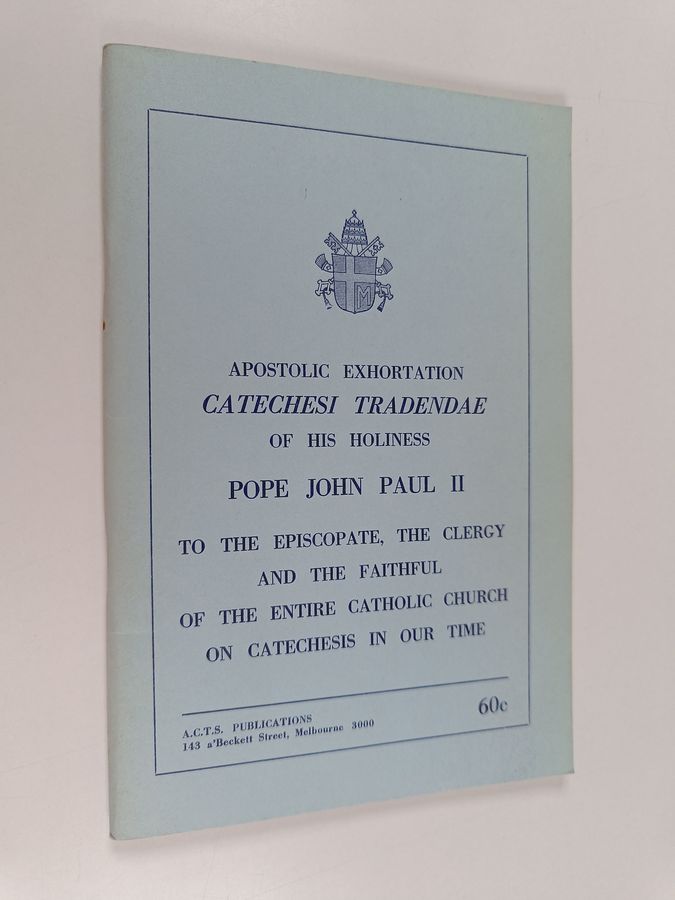 APOSTOLIC EXHORTATION
CATECHESI TRADENDAE
OF HIS HOLINESS
POPE JOHN PAUL II
TO THE EPISCOPATE, THE CLERGY
AND THE FAITHFUL
OF THE ENTIRE CATHOLIC CHURCH
ON CATECHESIS IN OUR TIME
A.C.T.S. PUBLICATIONS
143 a'Beckett Street, Melbourne 3000
60c